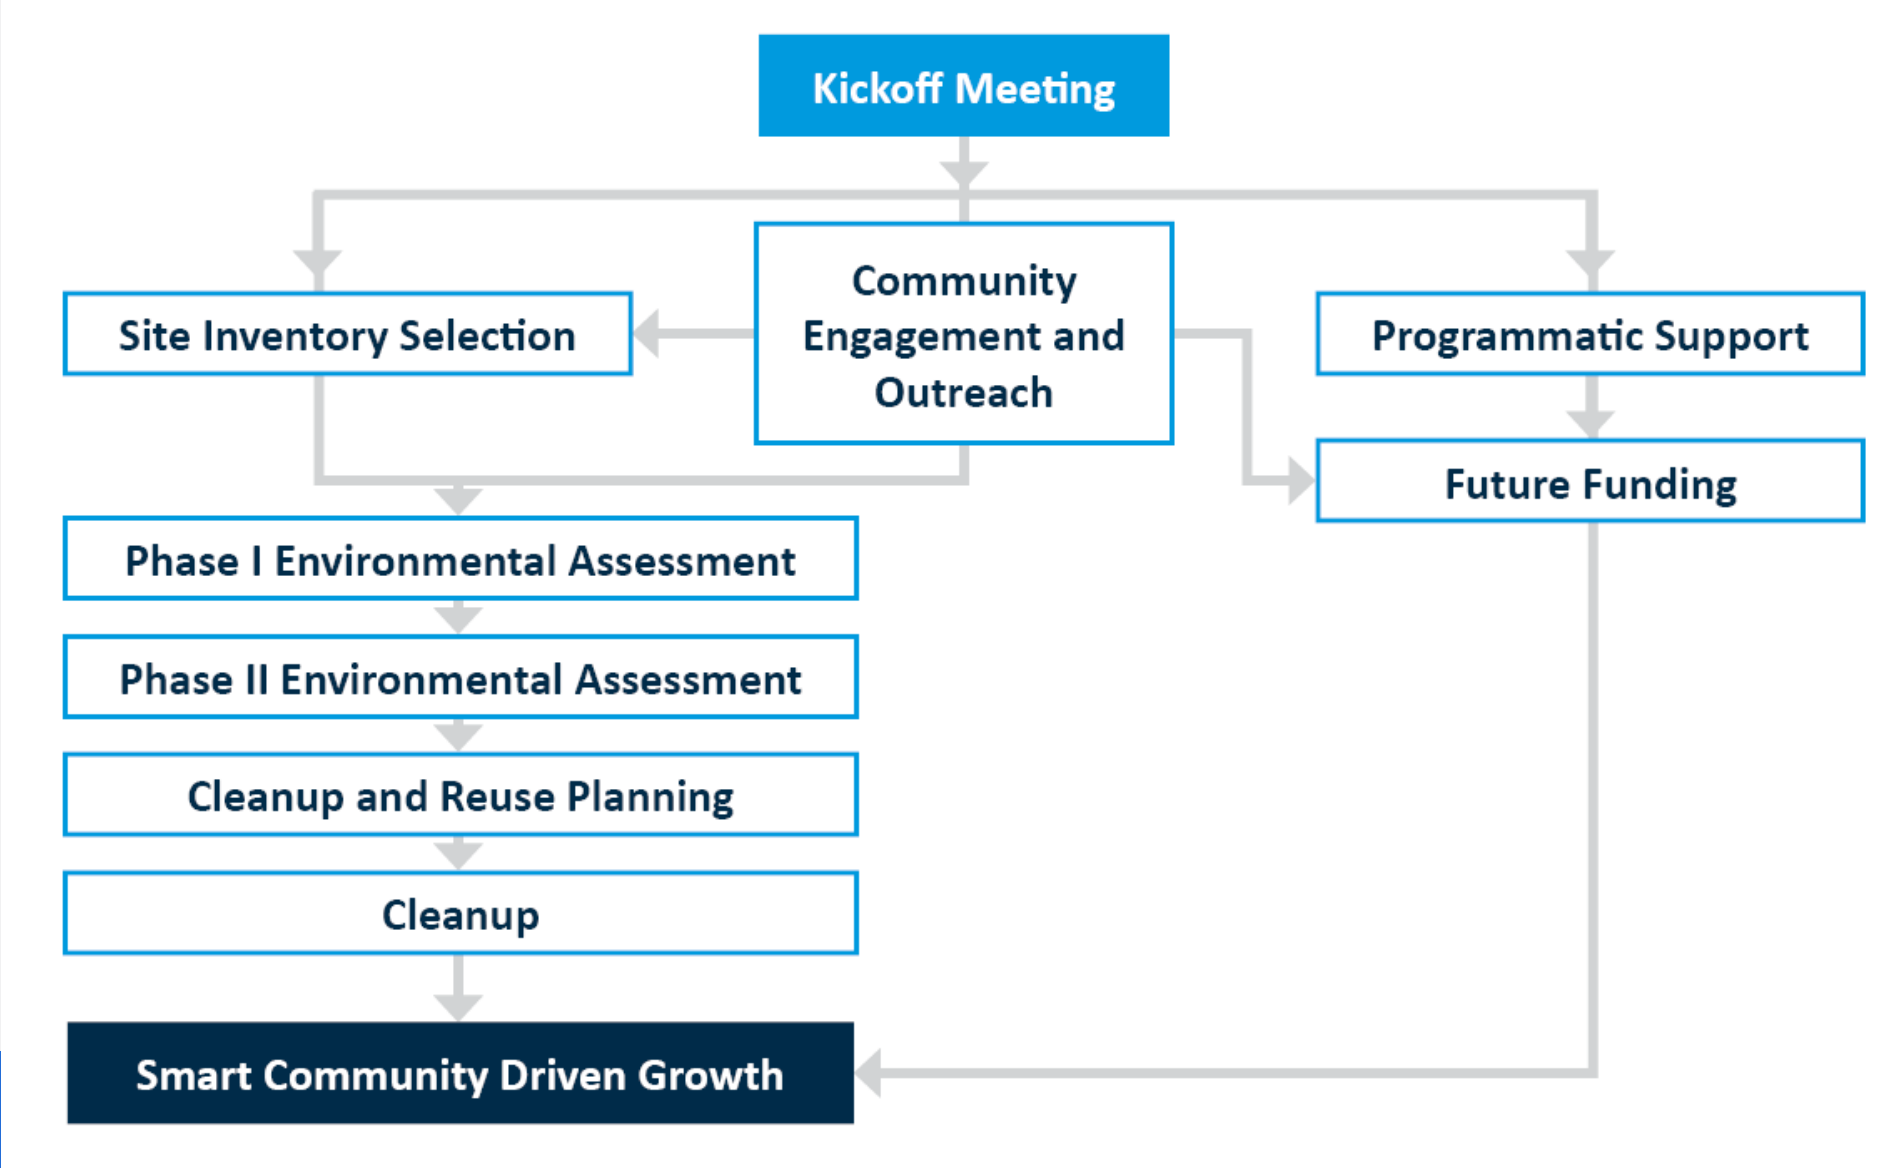 Kickoff Meeting
Community
Engagement and
Outreach
Site Inventory Selection
Programmatic Support
Future Funding
Phase I Environmental Assessment
Phase II Environmental Assessment
Cleanup and Reuse Planning
Cleanup
Smart Community Driven Growth